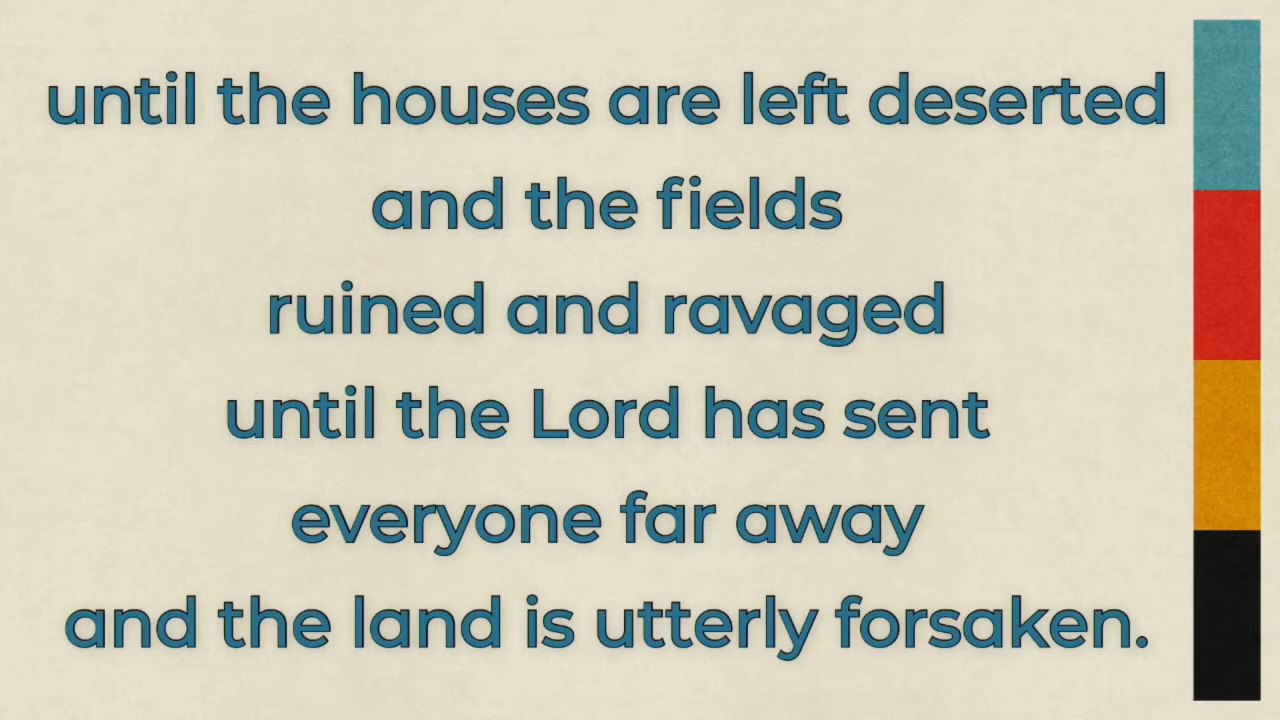 until the houses are left deserted
and the fields
ruined and ravaged
until the Lord has sent
everyone far away
and the land is utterly forsaken.